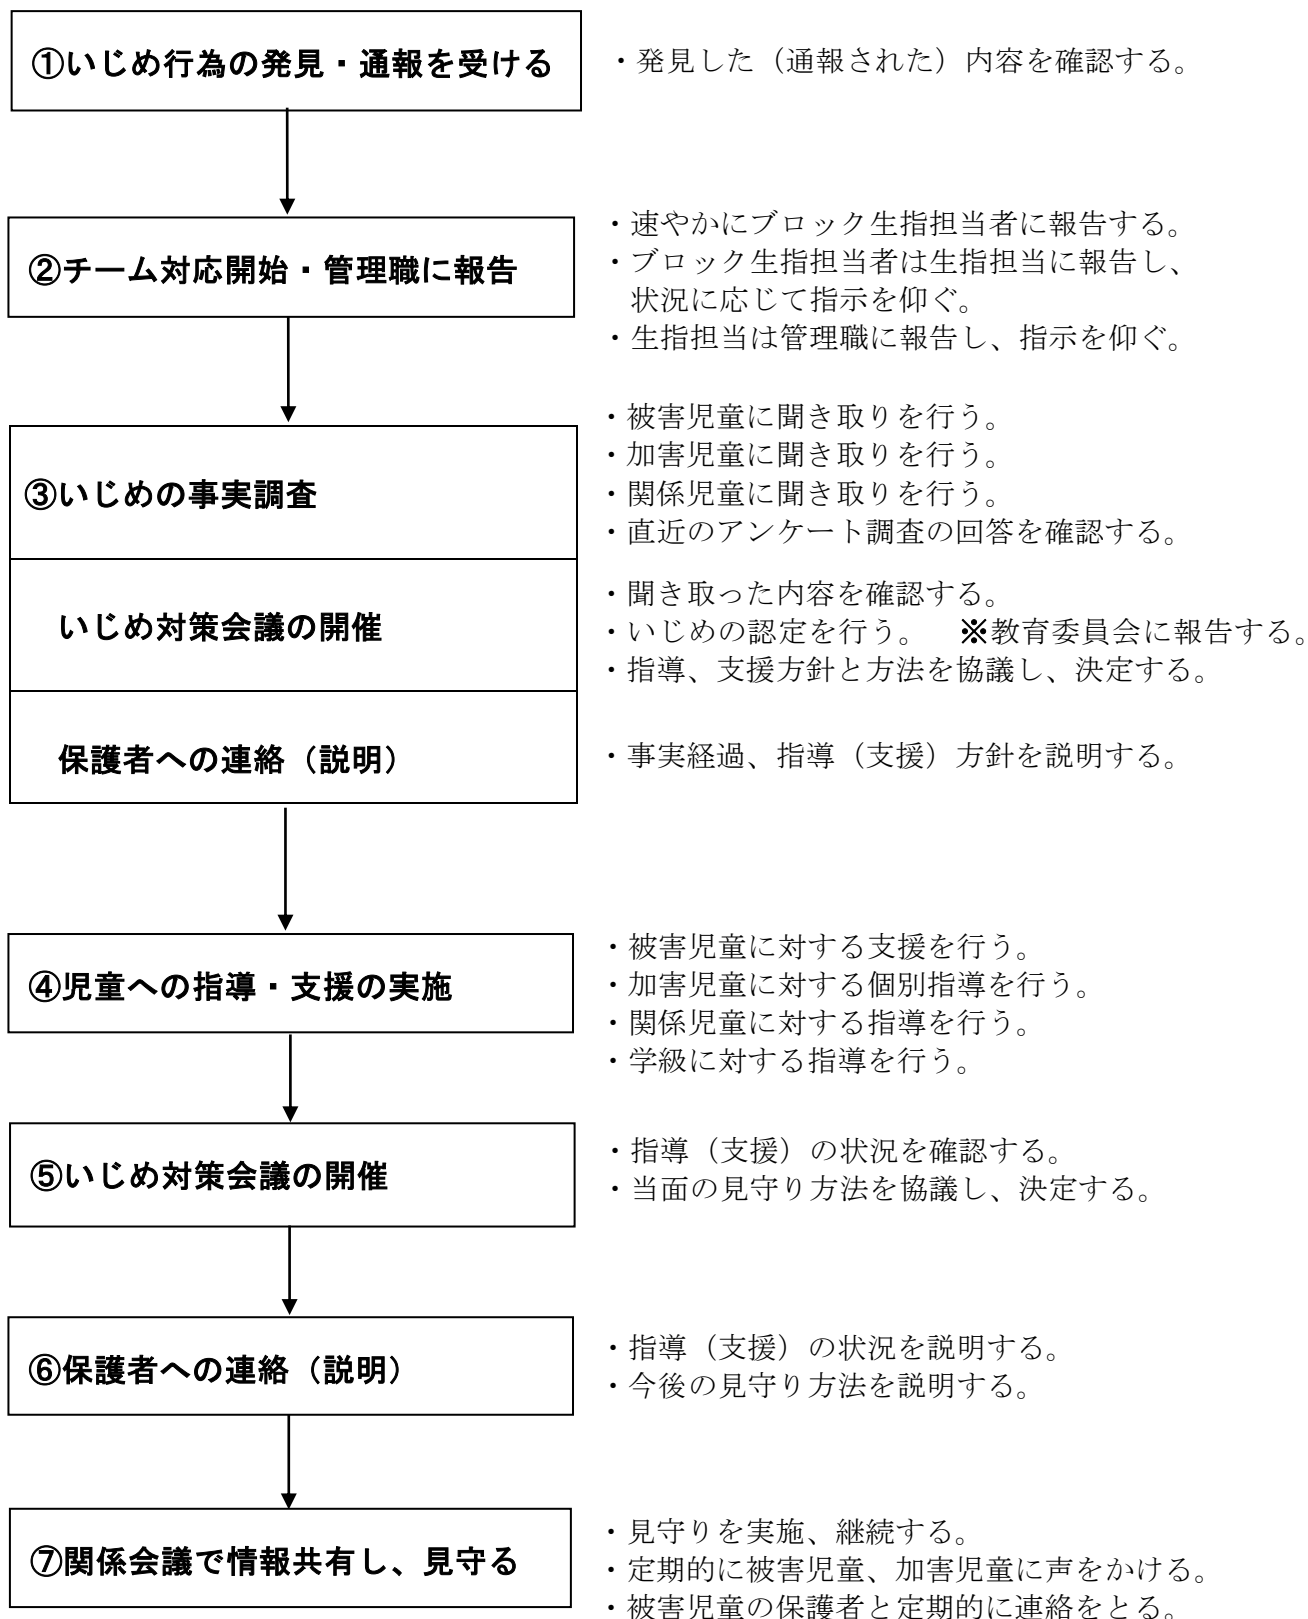 ①いじめ行為の発見・通報を受ける
・発見した（通報された）内容を確認する。
②チーム対応開始・管理職に報告
・速やかにブロック生指担当者に報告する。
・ブロック生指担当者は生指担当に報告し、
状況に応じて指示を仰ぐ。
・生指担当は管理職に報告し、指示を仰ぐ。
③いじめの事実調査
・被害児童に聞き取りを行う。
・加害児童に聞き取りを行う。
・関係児童に聞き取りを行う。
・直近のアンケート調査の回答を確認する。
いじめ対策会議の開催
・聞き取った内容を確認する。
・いじめの認定を行う。　※教育委員会に報告する。
・指導、支援方針と方法を協議し、決定する。
保護者への連絡（説明）
・事実経過、指導（支援）方針を説明する。
④児童への指導・支援の実施
・被害児童に対する支援を行う。
・加害児童に対する個別指導を行う。
・関係児童に対する指導を行う。
・学級に対する指導を行う。
⑤いじめ対策会議の開催
・指導（支援）の状況を確認する。
・当面の見守り方法を協議し、決定する。
⑥保護者への連絡（説明）
・指導（支援）の状況を説明する。
・今後の見守り方法を説明する。
⑦関係会議で情報共有し、見守る
・見守りを実施、継続する。
・定期的に被害児童、加害児童に声をかける。
・被害児童の保護者と定期的に連絡をとる。